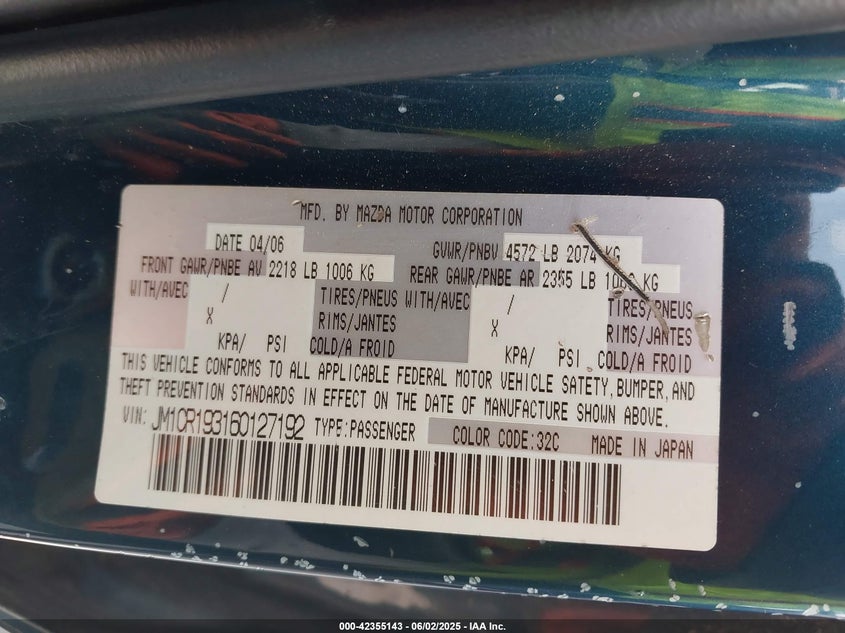 MFD. BY MAZDA MOTOR CORPORATION
DATE 04/06
GVWR/PNBV 4572 LB 2074 KG
FRONT GAWR/PNBE AV 2218 LB 1006 KG
REAR GAWR/PNBE AR LB KG
WITH/AVEC / TIRES/PNEUS WITH/AVEC / TIRES/PNEUS
X RIMS/JANTES X RIMS/JANTES
KPA/ PSI COLD/A FROID KPA/ PSI COLD/A FROID
THIS VEHICLE CONFORMS TO ALL APPLICABLE FEDERAL MOTOR VEHICLE SAFETY, BUMPER, AND
THEFT PREVENTION STANDARDS IN EFFECT ON THE DATE OF MANUFACTURE SHOWN ABOVE.
VIN: JM1CR193160127192 TYPE:PASSENGER COLOR CODE:32C MADE IN JAPAN
000-42355143 - 06/02/2025 - IAA Inc.